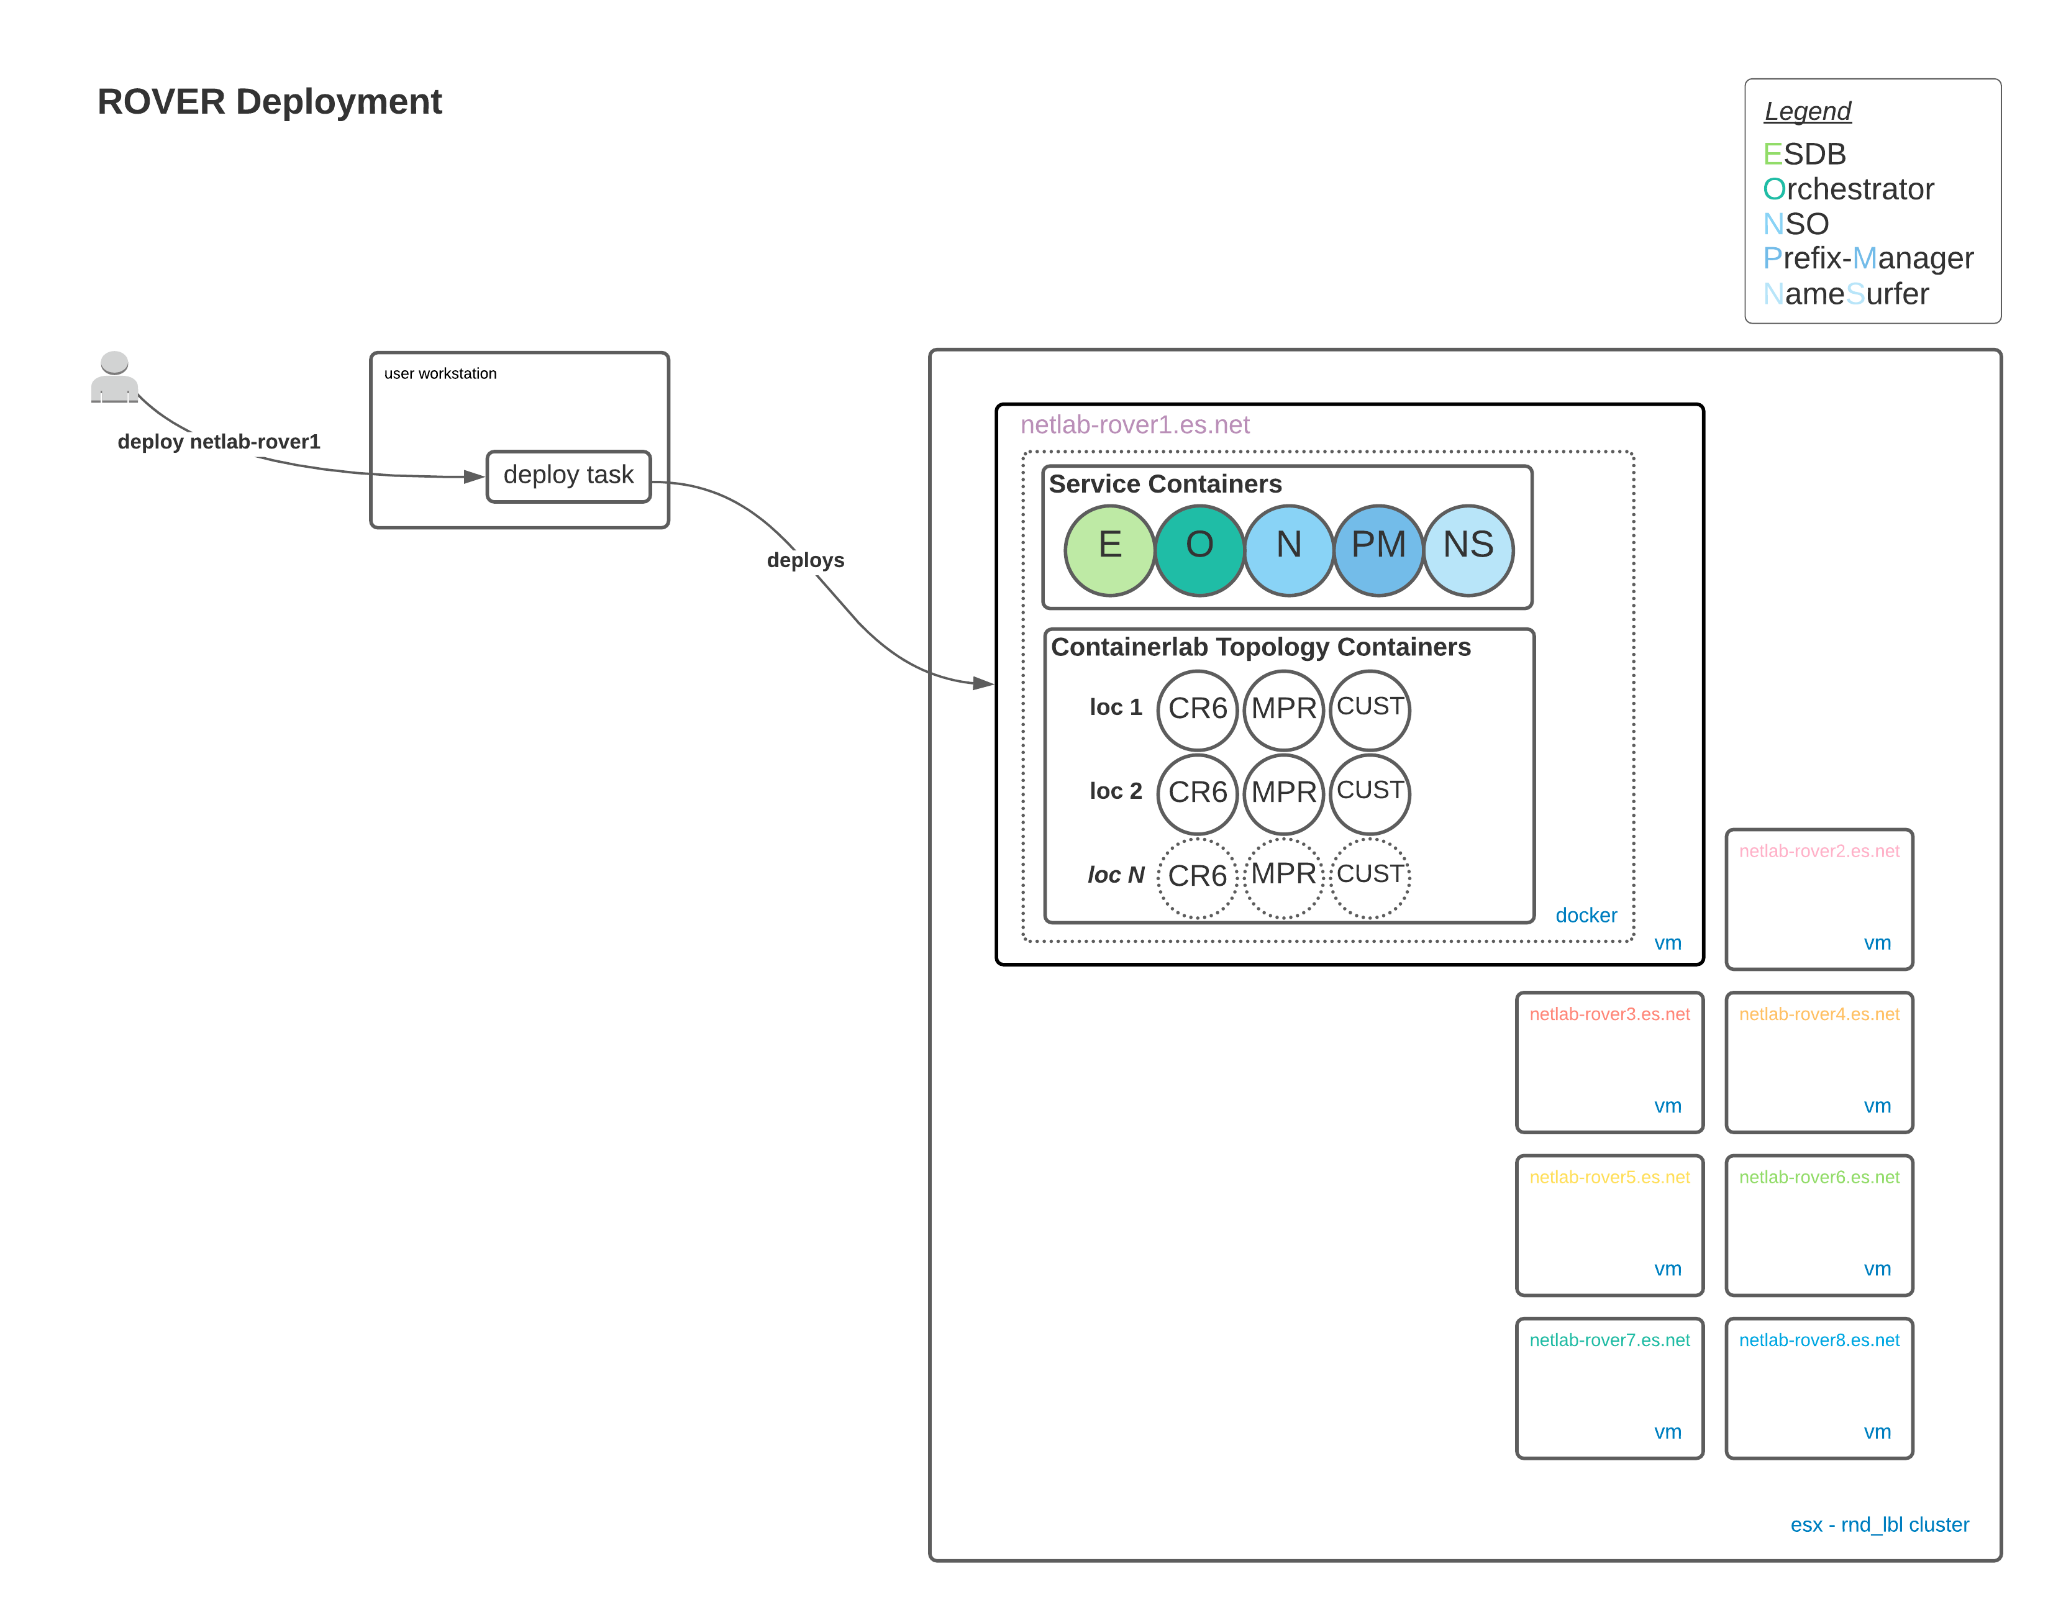 ROVER Deployment
Legend
ESDB
Orchestrator
NSO
Prefix-Manager
NameSurfer
deploy netlab-rover1
user workstation
deploy task
deploys
netlab-rover1.es.net
Service Containers
E O N PM NS
Containerlab Topology Containers
loc 1 CR6 MPR CUST
loc 2 CR6 MPR CUST
loc N CR6 MPR CUST
docker
vm
netlab-rover2.es.net
vm
netlab-rover3.es.net
vm
netlab-rover4.es.net
vm
netlab-rover5.es.net
vm
netlab-rover6.es.net
vm
netlab-rover7.es.net
vm
netlab-rover8.es.net
vm
esx - rnd_lbl cluster